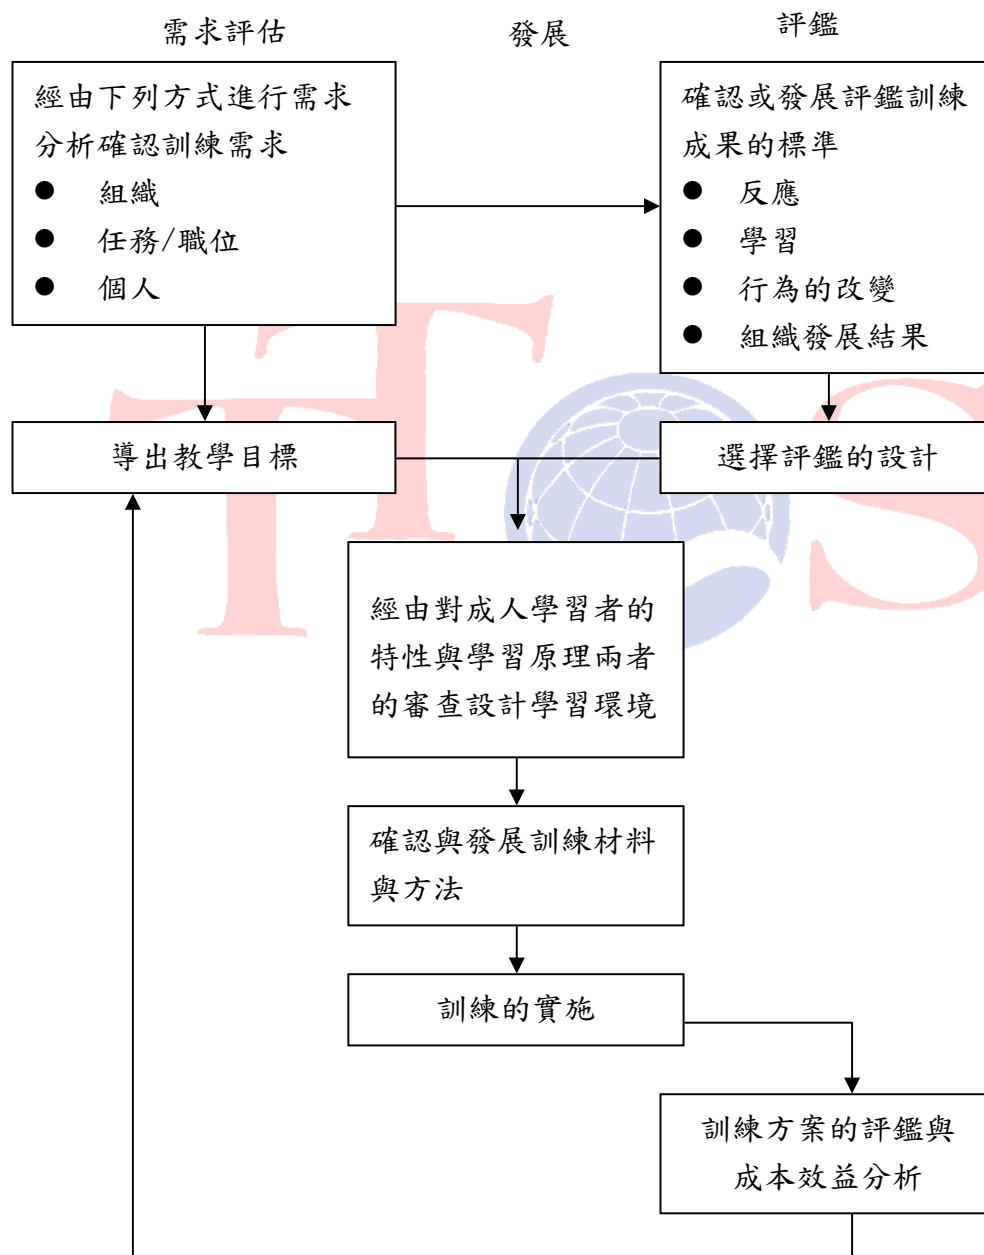 需求評估
發展
評鑑
經由下列方式進行需求
分析確認訓練需求
● 組織
● 任務/職位
● 個人
確認或發展評鑑訓練
成果的標準
● 反應
● 學習
● 行為的改變
● 組織發展結果
導出教學目標
選擇評鑑的設計
經由對成人學習者的
特性與學習原理兩者
的審查設計學習環境
確認與發展訓練材料
與方法
訓練的實施
訓練方案的評鑑與
成本效益分析
TTQS